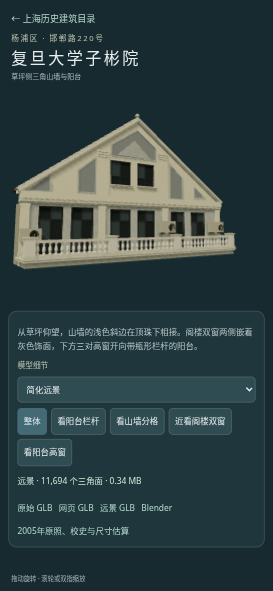 ← 上海历史建筑目录
杨浦区 · 邯郸路220号
复旦大学子彬院
草坪侧三角山墙与阳台
从草坪仰望，山墙的浅色斜边在顶珠下相接。阁楼双窗两侧嵌着
灰色饰面，下方三对高窗开向带瓶形栏杆的阳台。
模型细节
简化远景
整体 看阳台栏杆 看山墙分格 近看阁楼双窗
看阳台高窗
远景 · 11,694 个三角面 · 0.34 MB
原始 GLB 网页 GLB 远景 GLB Blender
2005年原照、校史与尺寸估算
拖动旋转 · 滚轮或双指缩放